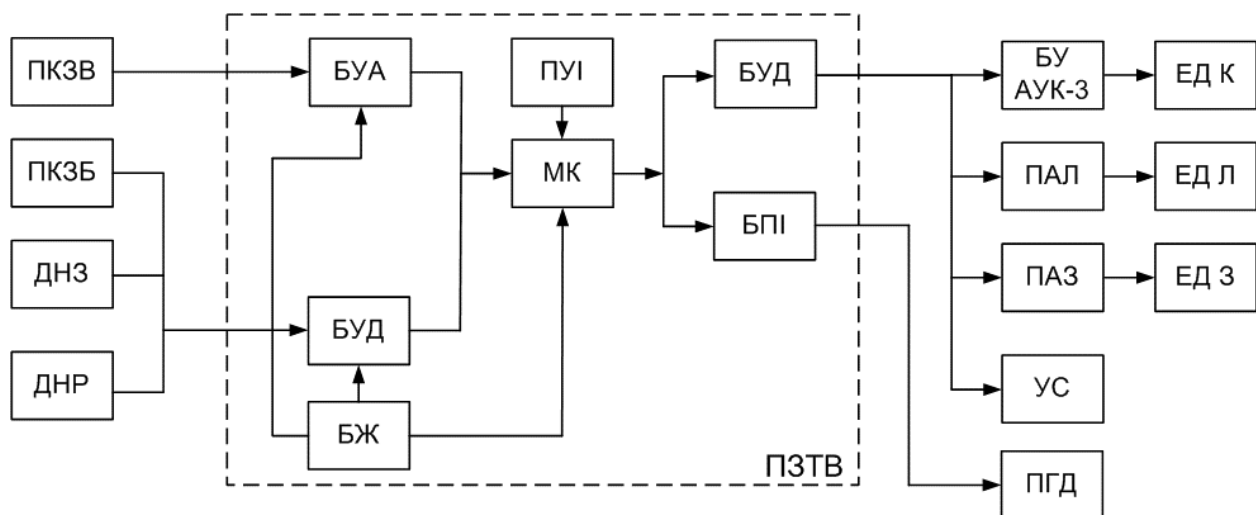 ПКЗВ
БУА
ПУІ
БУД
БУ
АУК-3
ЕД К
ПКЗБ
МК
ПАЛ
ЕД Л
БПІ
ДНЗ
ПАЗ
ЕД З
БУД
ДНР
УС
БЖ
ПЗТВ
ПГД